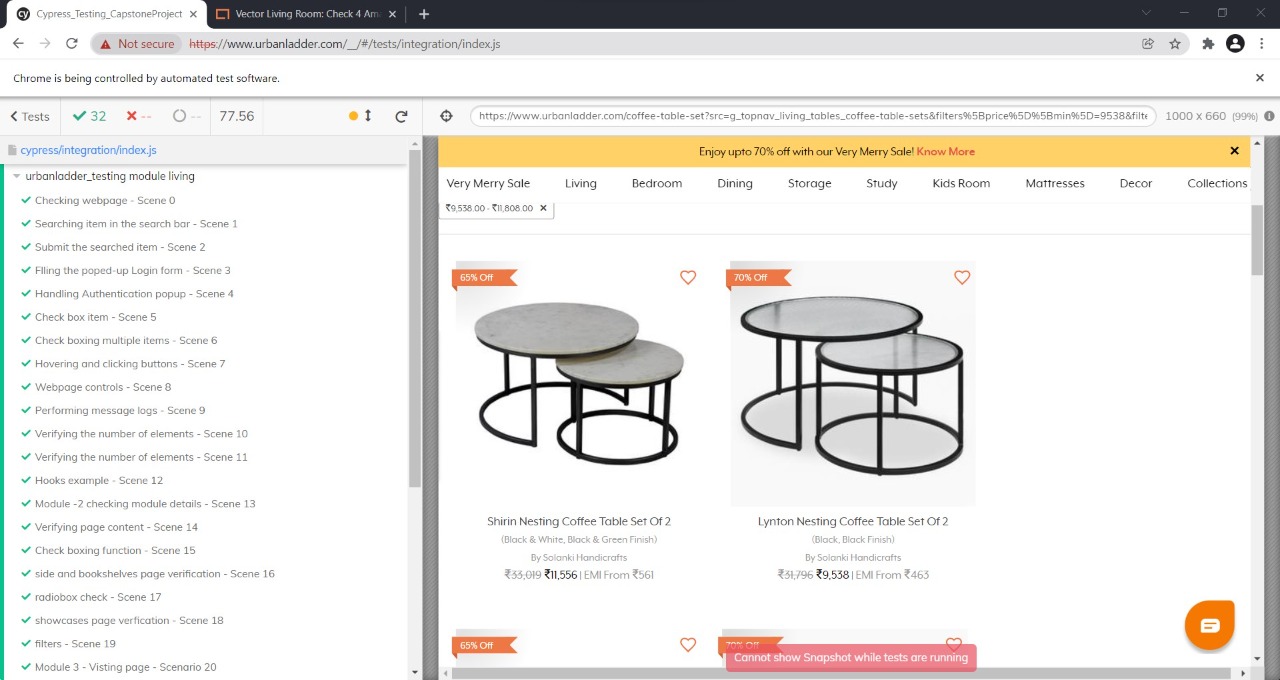 Cypress_Testing_CapstoneProject
Vector Living Room: Check 4 Am
Not secure
https://www.urbanladder.com/__/#/tests/integration/index.js
Chrome is being controlled by automated test software.
Tests
32
--
--
77.56
https://www.urbanladder.com/coffee-table-set?src=g_topnav_living_tables_coffee-table-sets&filters%5Bprice%5D%5Bmin%5D=9538&filte
1000 x 660 (99%)
cypress/integration/index.js
urbanladder_testing module living
Checking webpage - Scene 0
Searching item in the search bar - Scene 1
Submit the searched item - Scene 2
FIling the poped-up Login form - Scene 3
Handling Authentication popup - Scene 4
Check box item - Scene 5
Check boxing multiple items - Scene 6
Hovering and clicking buttons - Scene 7
Webpage controls - Scene 8
Performing message logs - Scene 9
Verifying the number of elements - Scene 10
Verifying the number of elements - Scene 11
Hooks example - Scene 12
Module -2 checking module details - Scene 13
Verifying page content - Scene 14
Check boxing function - Scene 15
side and bookshelves page verification - Scene 16
radiobox check - Scene 17
showcases page verfication - Scene 18
filters - Scene 19
Module 3 - Visting page - Scenario 20
Enjoy upto 70% off with our Very Merry Sale! Know More
Very Merry Sale Living Bedroom Dining Storage Study Kids Room Mattresses Decor Collections
₹9,538.00 - ₹11,808.00
65% Off
70% Off
Shirin Nesting Coffee Table Set Of 2
(Black & White, Black & Green Finish)
By Solanki Handicrafts
₹33,019 ₹11,556 | EMI From ₹561
Lynton Nesting Coffee Table Set Of 2
(Black, Black Finish)
By Solanki Handicrafts
₹31,796 ₹9,538 | EMI From ₹463
65% Off
70% Off
Cannot show Snapshot while tests are running